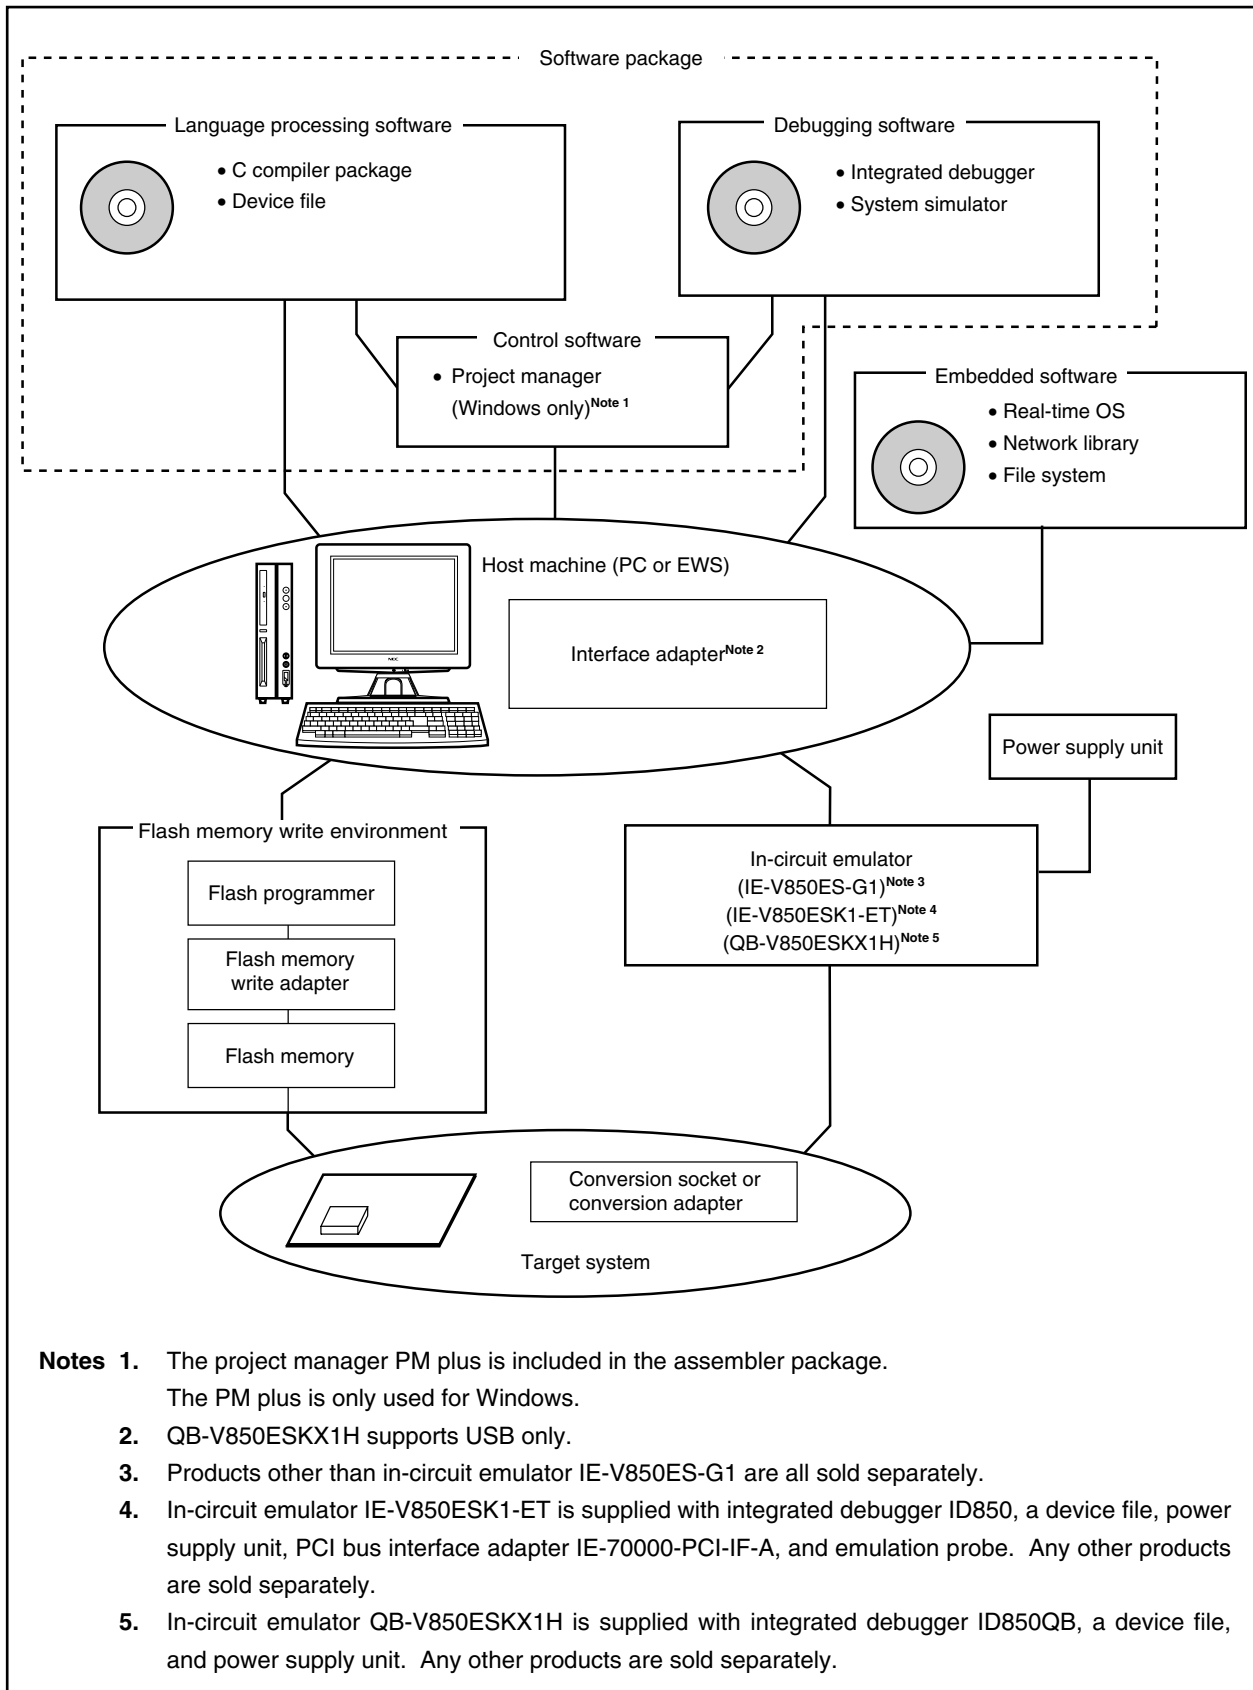 Software package
Language processing software
• C compiler package
• Device file
Debugging software
• Integrated debugger
• System simulator
Control software
• Project manager
(Windows only)Note 1
Embedded software
• Real-time OS
• Network library
• File system
Host machine (PC or EWS)
NEC
Interface adapterNote 2
Power supply unit
Flash memory write environment
Flash programmer
Flash memory
write adapter
Flash memory
In-circuit emulator
(IE-V850ES-G1)Note 3
(IE-V850ESK1-ET)Note 4
(QB-V850ESKX1H)Note 5
Conversion socket or
conversion adapter
Target system
Notes 1. The project manager PM plus is included in the assembler package.
The PM plus is only used for Windows.
2. QB-V850ESKX1H supports USB only.
3. Products other than in-circuit emulator IE-V850ES-G1 are all sold separately.
4. In-circuit emulator IE-V850ESK1-ET is supplied with integrated debugger ID850, a device file, power
supply unit, PCI bus interface adapter IE-70000-PCI-IF-A, and emulation probe. Any other products
are sold separately.
5. In-circuit emulator QB-V850ESKX1H is supplied with integrated debugger ID850QB, a device file,
and power supply unit. Any other products are sold separately.